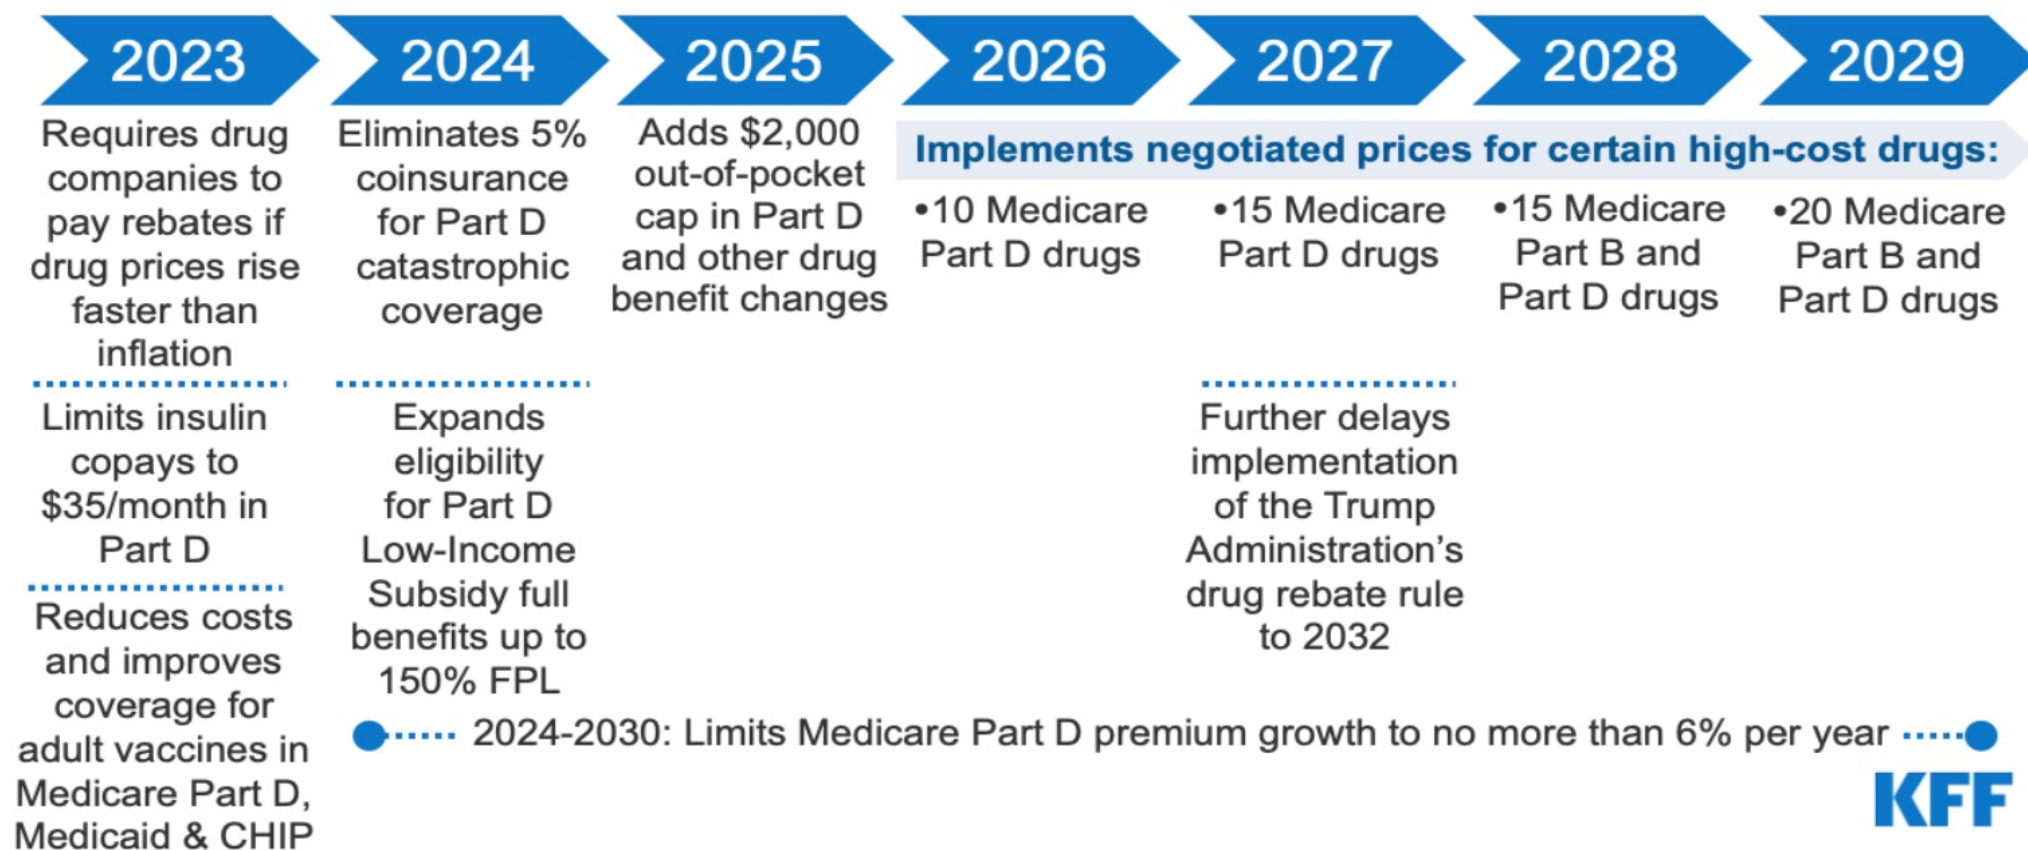 2023
2024
2025
2026
2027
2028
2029
Requires drug
companies to
pay rebates if
drug prices rise
faster than
inflation
Limits insulin
copays to
$35/month in
Part D
Reduces costs
and improves
coverage for
adult vaccines in
Medicare Part D,
Medicaid & CHIP
Eliminates 5%
coinsurance
for Part D
catastrophic
coverage
Expands
eligibility
for Part D
Low-Income
Subsidy full
benefits up to
150% FPL
Adds $2,000
out-of-pocket
cap in Part D
and other drug
benefit changes
Implements negotiated prices for certain high-cost drugs:
•10 Medicare
Part D drugs
•15 Medicare
Part D drugs
Further delays
implementation
of the Trump
Administration’s
drug rebate rule
to 2032
•15 Medicare
Part B and
Part D drugs
•20 Medicare
Part B and
Part D drugs
2024-2030: Limits Medicare Part D premium growth to no more than 6% per year
KFF